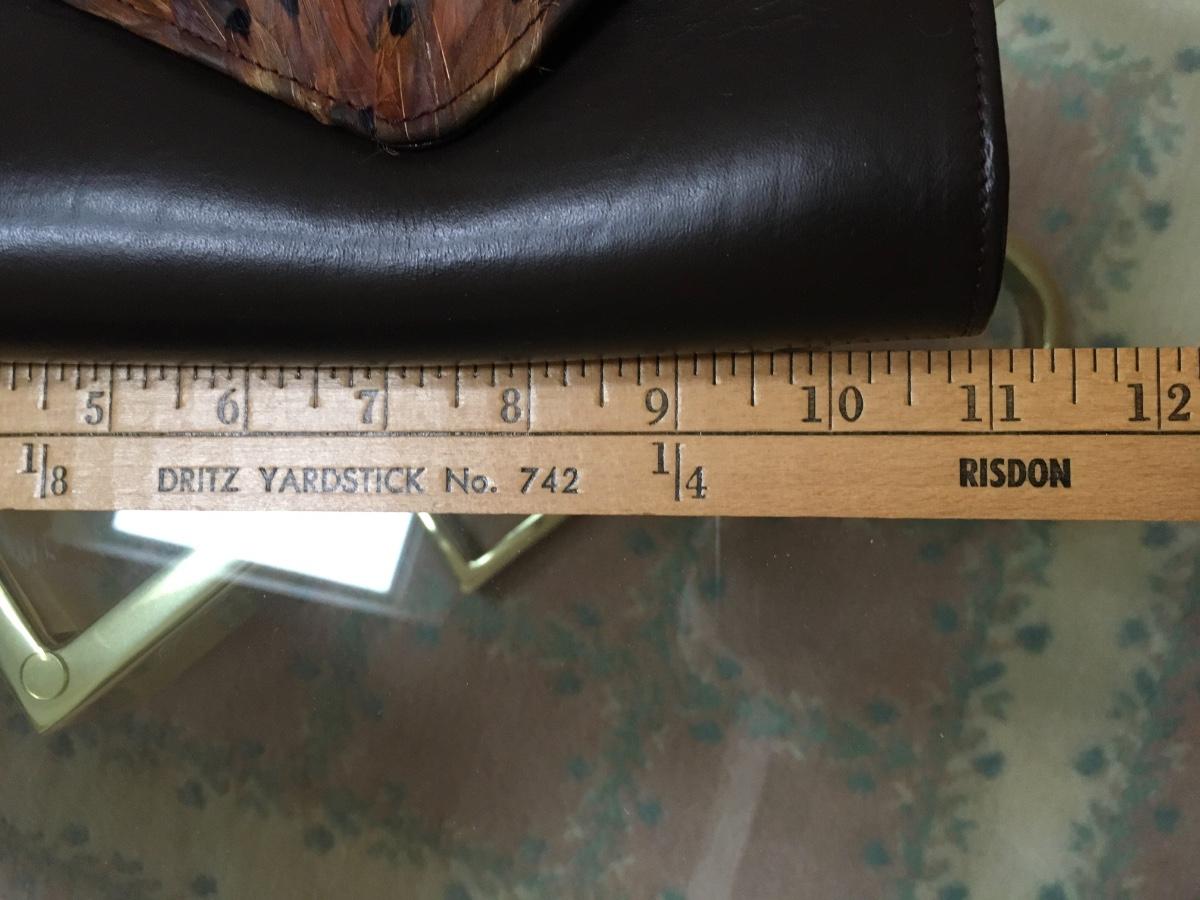 5 6 7 8 9 10 11 12
1/8 DRITZ YARDSTICK No. 742 1/4 RISDON